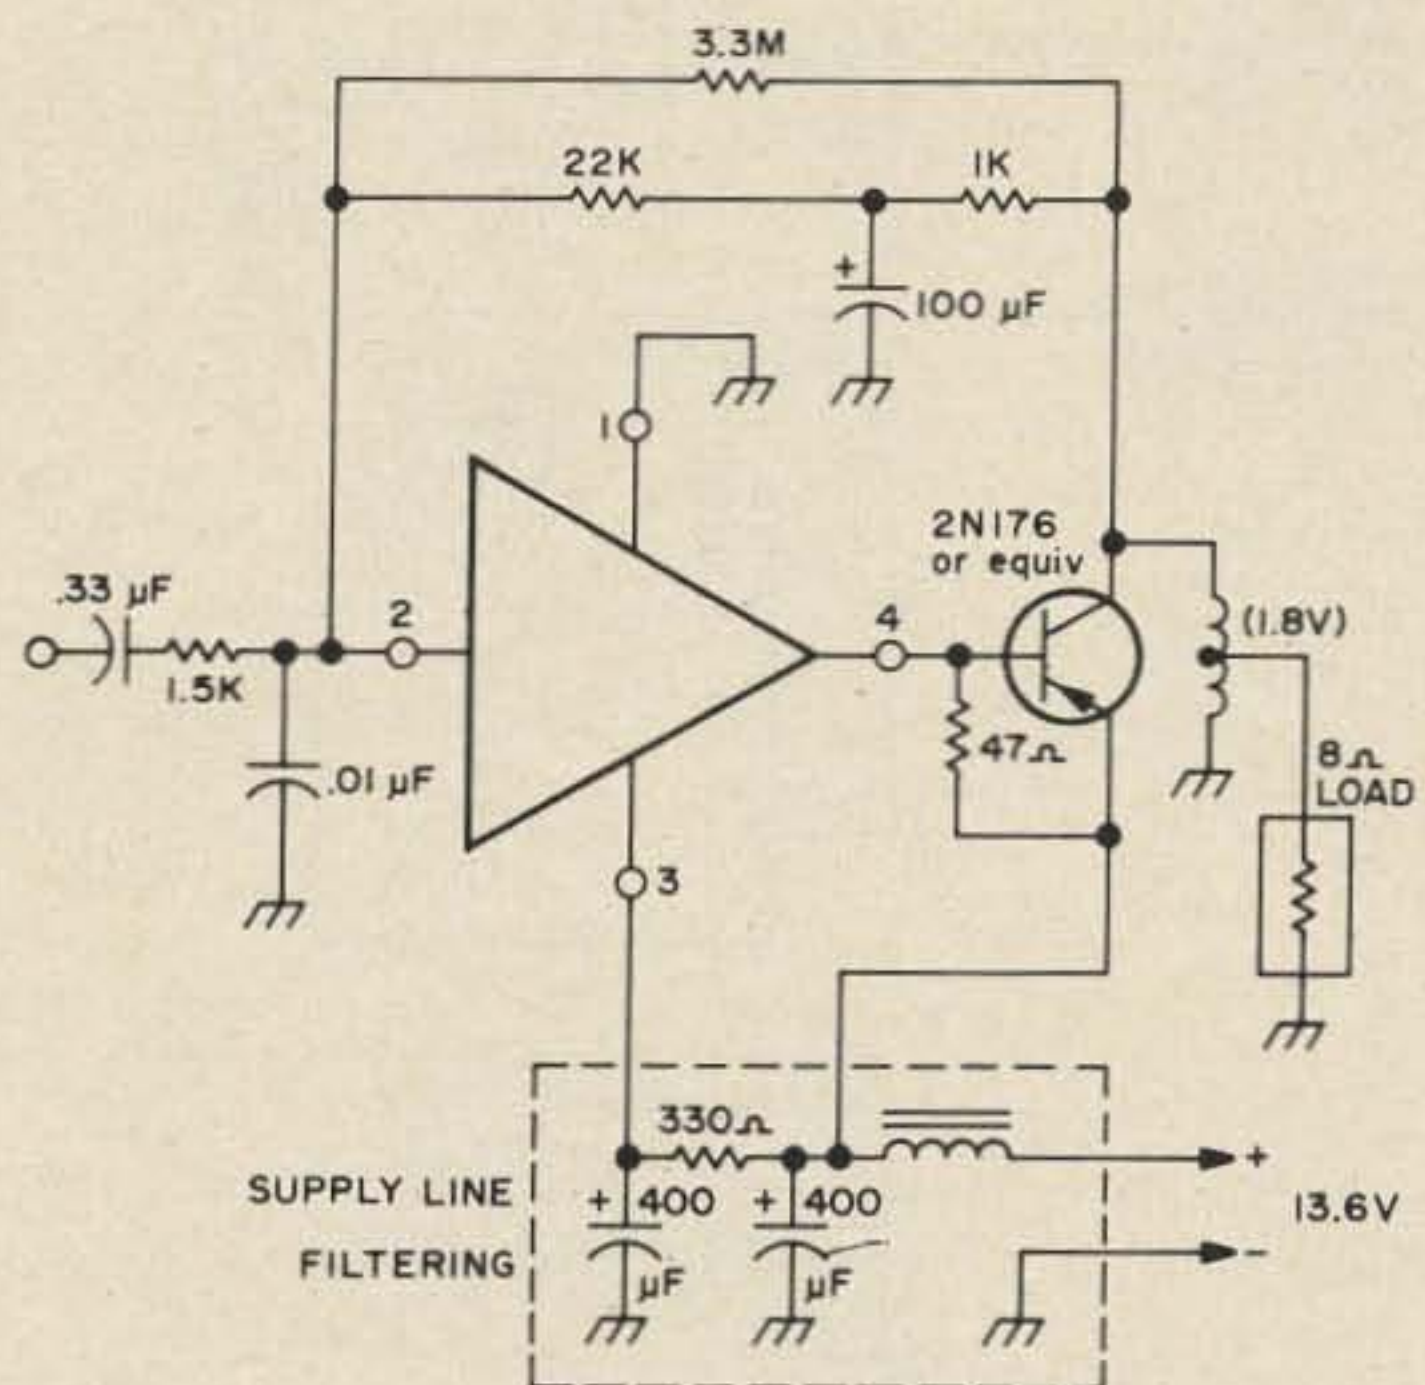 3.3M
22K
1K
+
100 µF
1
2N176
or equiv
.33 µF
2
4
(1.8V)
1.5K
47Ω
8Ω
LOAD
.01 µF
3
330Ω
+
SUPPLY LINE
+ 400
+ 400
13.6V
FILTERING
µF
µF
-